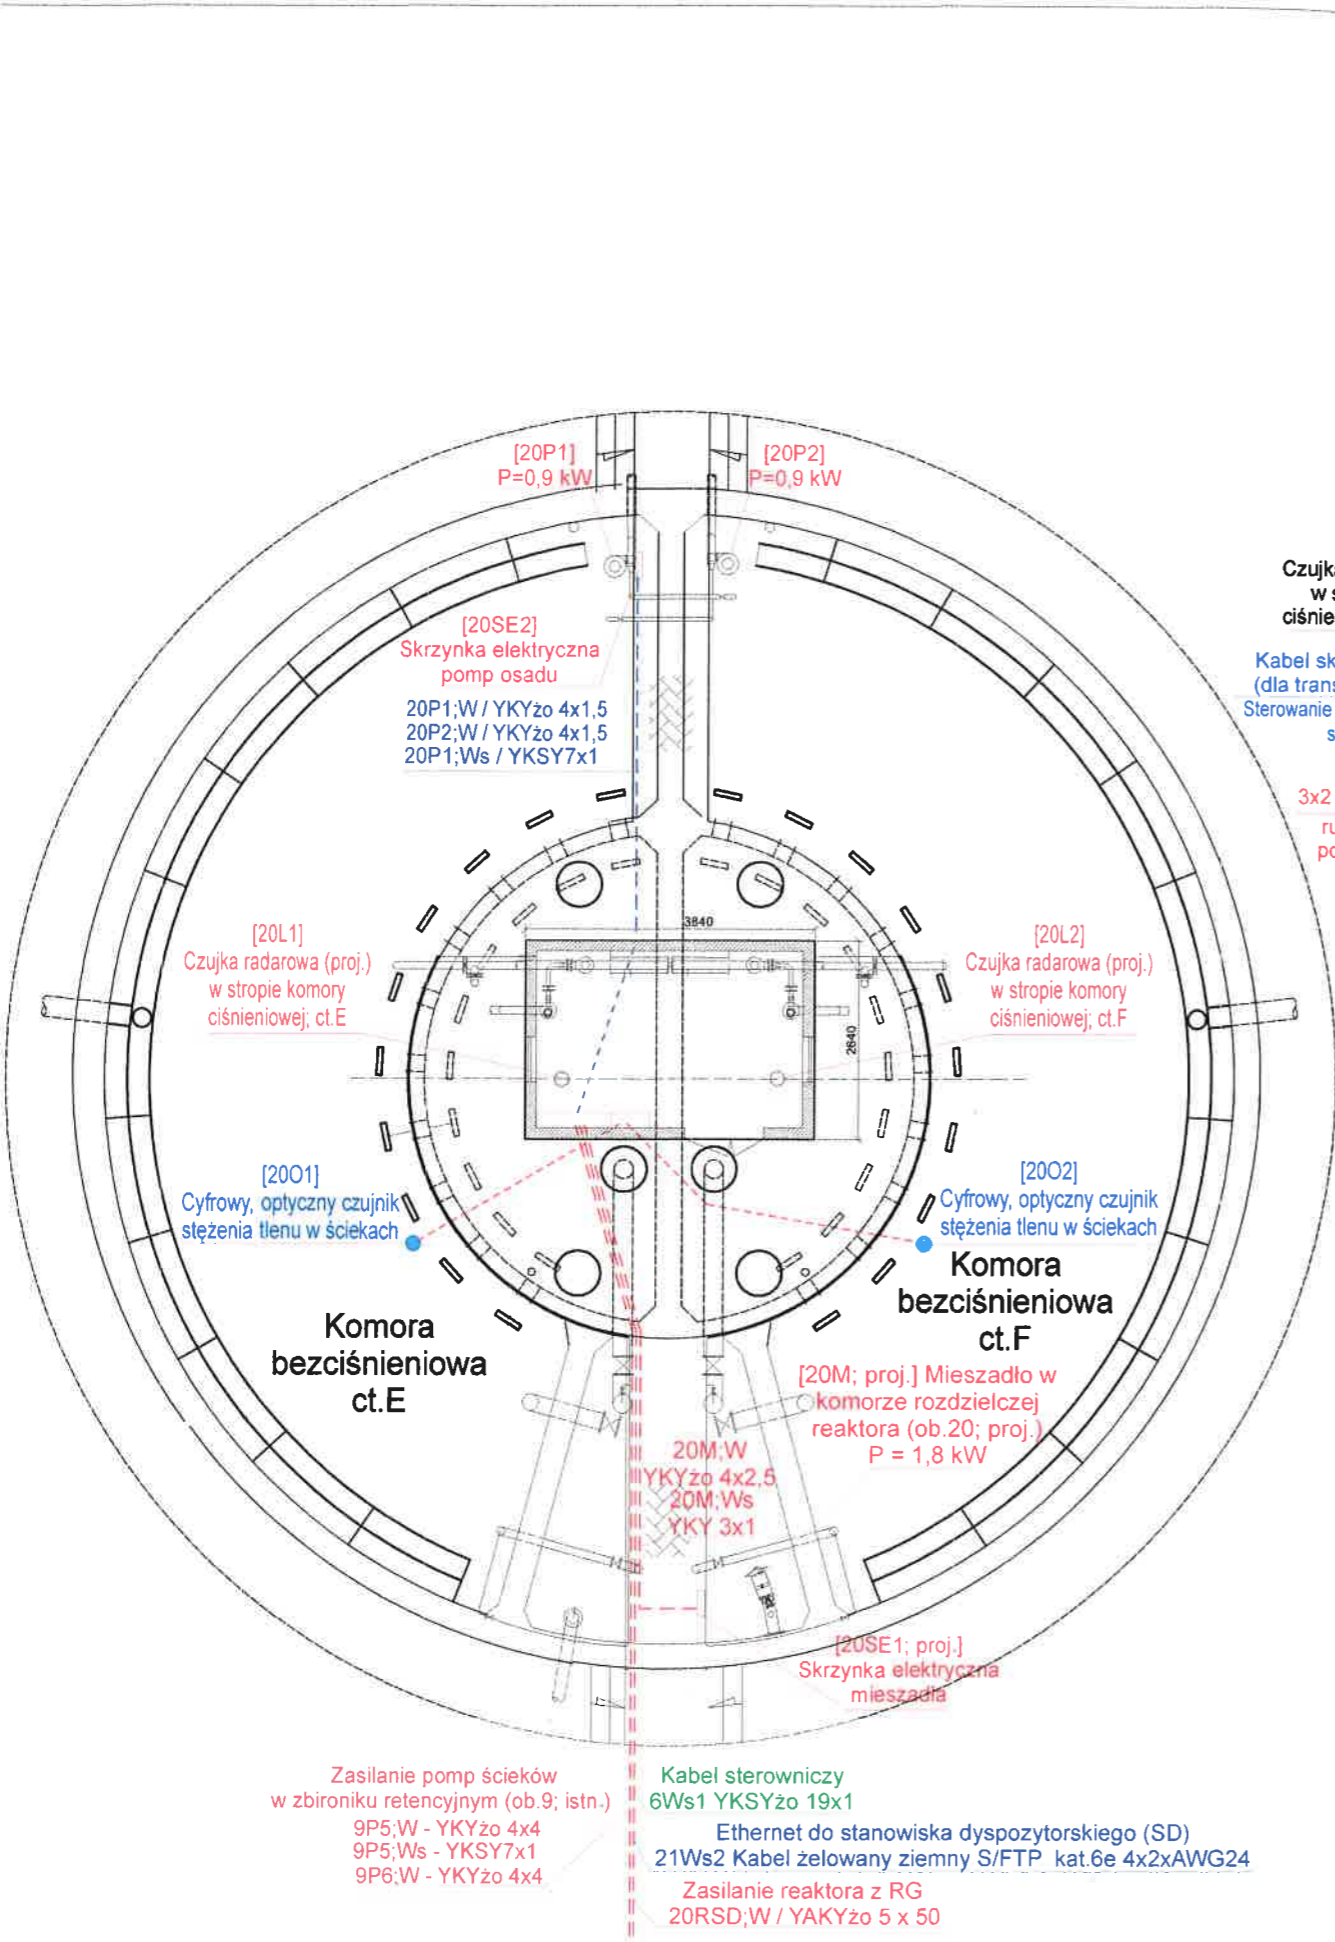 [20P1]
P=0,9 kW
[20P2]
P=0,9 kW
[20SE2]
Skrzynka elektryczna
pomp osadu
20P1;W / YKYżo 4x1,5
20P2;W / YKYżo 4x1,5
20P1;Ws / YKSY7x1
Czujk
w s
ciśnie
Kabel sk
(dla trans
Sterowanie
s
3x2
ru
po
3840
2640
[20L1]
Czujka radarowa (proj.)
w stropie komory
ciśnieniowej; ct.E
[20L2]
Czujka radarowa (proj.)
w stropie komory
ciśnieniowej; ct.F
[20O1]
Cyfrowy, optyczny czujnik
stężenia tlenu w ściekach
[20O2]
Cyfrowy, optyczny czujnik
stężenia tlenu w ściekach
Komora
bezciśnieniowa
ct.E
Komora
bezciśnieniowa
ct.F
[20M; proj.] Mieszadło w
komorze rozdzielczej
reaktora (ob.20; proj.)
P = 1,8 kW
20M;W
YKYżo 4x2,5
20M;Ws
YKY 3x1
[20SE1; proj.]
Skrzynka elektryczna
mieszadła
Zasilanie pomp ścieków
w zbironiku retencyjnym (ob.9; istn.)
9P5;W - YKYżo 4x4
9P5;Ws - YKSY7x1
9P6;W - YKYżo 4x4
Kabel sterowniczy
6Ws1 YKSYżo 19x1
Ethernet do stanowiska dyspozytorskiego (SD)
21Ws2 Kabel żelowany ziemny S/FTP kat.6e 4x2xAWG24
Zasilanie reaktora z RG
20RSD;W / YAKYżo 5 x 50